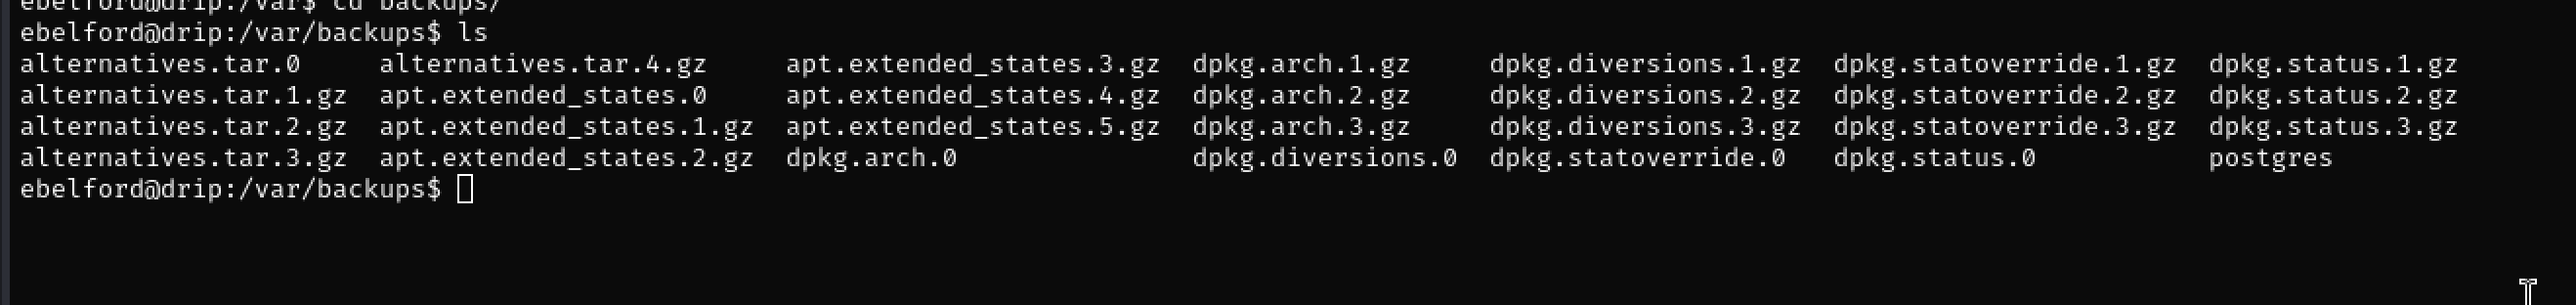 ebelford@drip:/var$ cd backups/
ebelford@drip:/var/backups$ ls
alternatives.tar.0 alternatives.tar.4.gz apt.extended_states.3.gz dpkg.arch.1.gz dpkg.diversions.1.gz dpkg.statoverride.1.gz dpkg.status.1.gz
alternatives.tar.1.gz apt.extended_states.0 apt.extended_states.4.gz dpkg.arch.2.gz dpkg.diversions.2.gz dpkg.statoverride.2.gz dpkg.status.2.gz
alternatives.tar.2.gz apt.extended_states.1.gz apt.extended_states.5.gz dpkg.arch.3.gz dpkg.diversions.3.gz dpkg.statoverride.3.gz dpkg.status.3.gz
alternatives.tar.3.gz apt.extended_states.2.gz dpkg.arch.0 dpkg.diversions.0 dpkg.statoverride.0 dpkg.status.0 postgres
ebelford@drip:/var/backups$